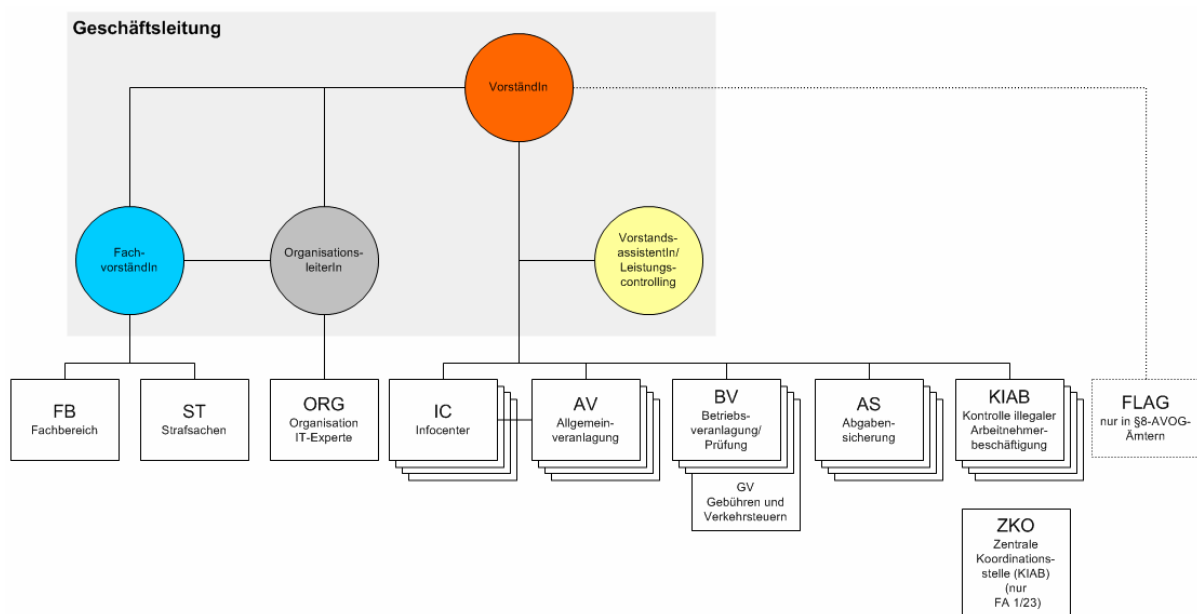 Geschäftsleitung
VorständIn
Fach-
vorständIn
Organisations-
leiterIn
Vorstands-
assistentIn/
Leistungs-
controlling
FB
Fachbereich
ST
Strafsachen
ORG
Organisation
IT-Experte
IC
Infocenter
AV
Allgemein-
veranlagung
BV
Betriebs-
veranlagung/
Prüfung
GV
Gebühren und
Verkehrsteuern
AS
Abgaben-
sicherung
KIAB
Kontrolle illegaler
Arbeitnehmer-
beschäftigung
ZKO
Zentrale
Koordinations-
stelle (KIAB)
(nur
FA 1/23)
FLAG
nur in §8-AVOG-
Ämtern